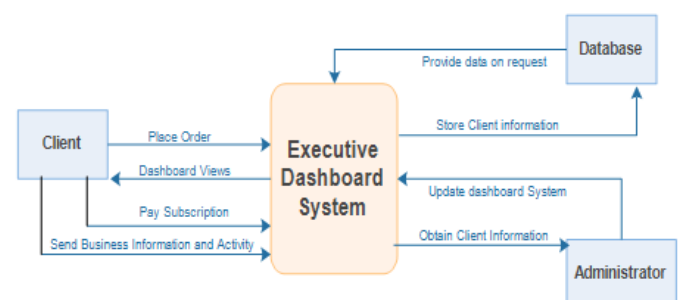 Database
Provide data on request
Store Client information
Client
Place Order
Executive
Dashboard
System
Dashboard Views
Update dashboard System
Pay Subscription
Obtain Client Information
Send Business Information and Activity
Administrator